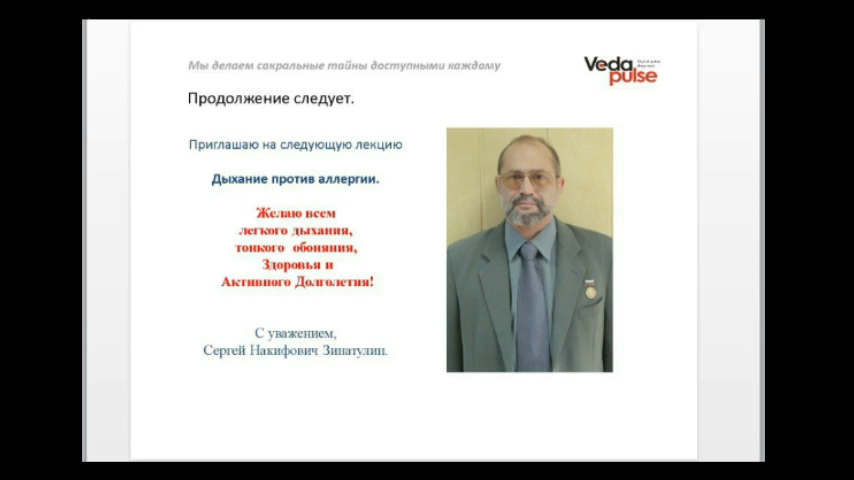 Мы делаем сакральные тайны доступными каждому
Veda
pulse
Продолжение следует.
Приглашаю на следующую лекцию
Дыхание против аллергии.
Желаю всем
легкого дыхания,
тонкого обоняния,
Здоровья и
Активного Долголетия!
С уважением,
Сергей Накифович Зинатулин.